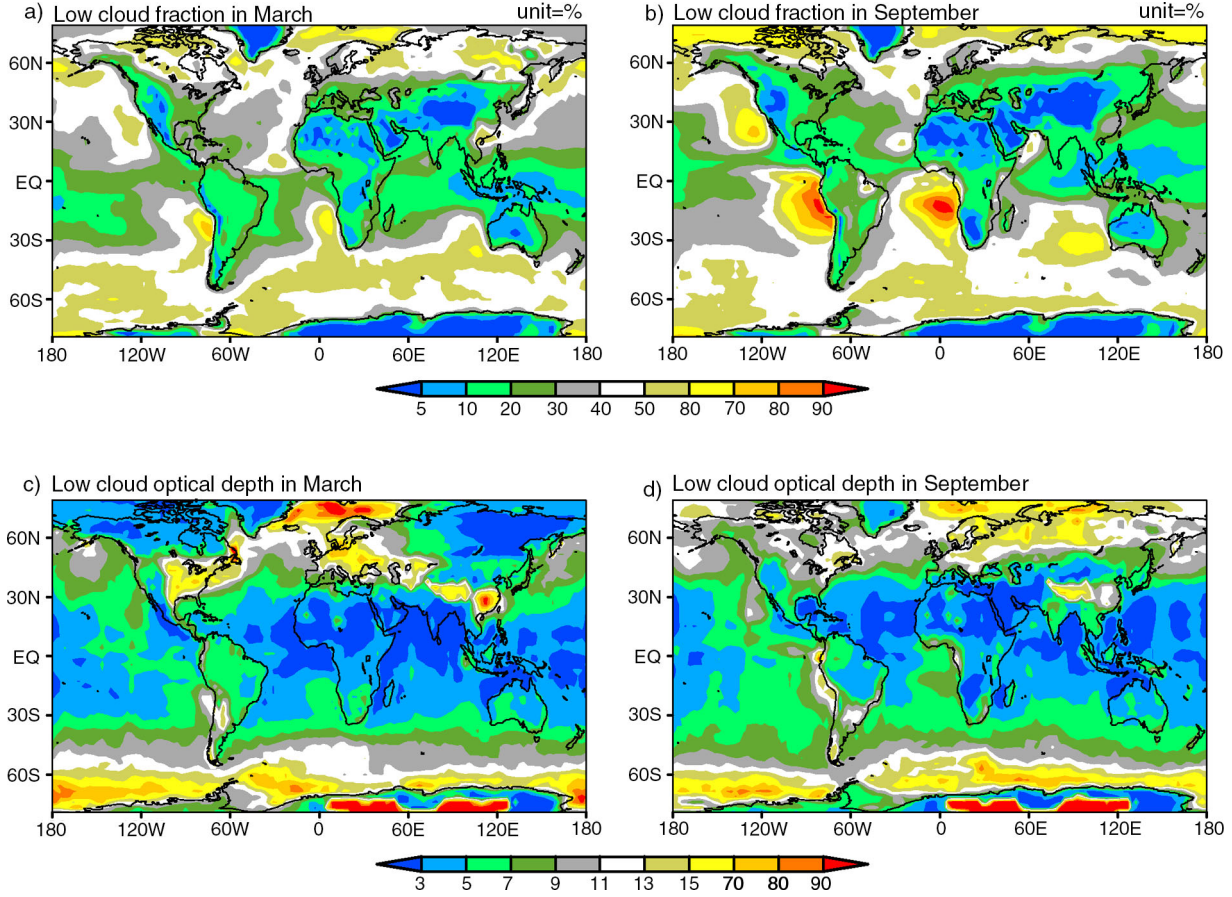 a) Low cloud fraction in March unit=%
60N
30N
EQ
30S
60S
180 120W 60W 0 60E 120E 180
b) Low cloud fraction in September unit=%
60N
30N
EQ
30S
60S
180 120W 60W 0 60E 120E 180
5 10 20 30 40 50 80 70 80 90
c) Low cloud optical depth in March
60N
30N
EQ
30S
60S
180 120W 60W 0 60E 120E 180
d) Low cloud optical depth in September
60N
30N
EQ
30S
60S
180 120W 60W 0 60E 120E 180
3 5 7 9 11 13 15 70 80 90